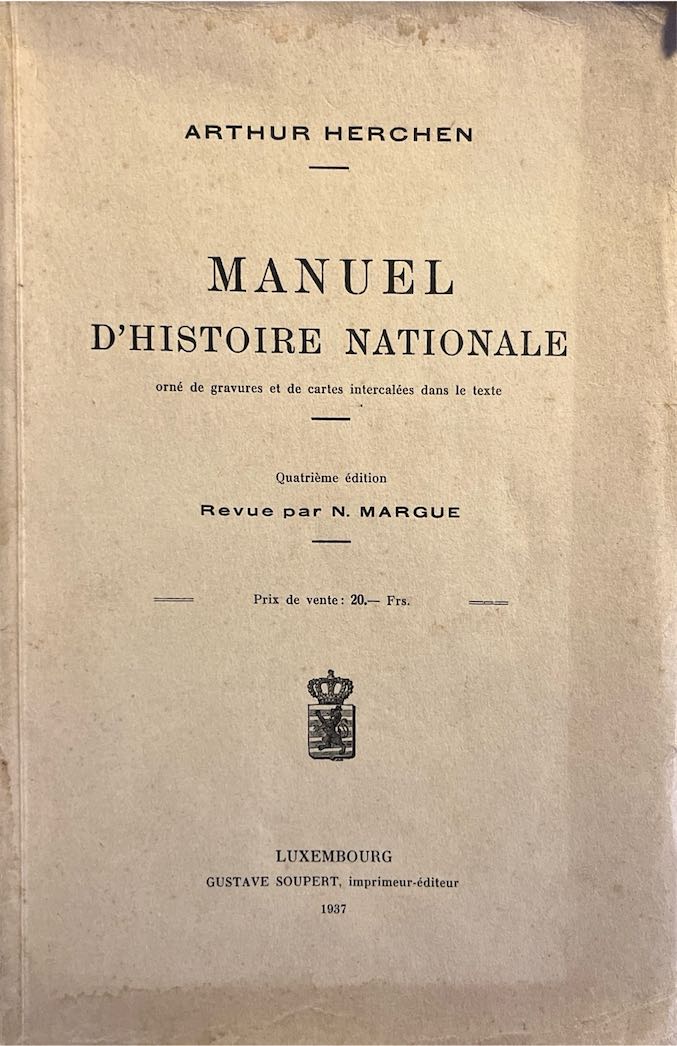 ARTHUR HERCHEN
MANUEL
D'HISTOIRE NATIONALE
orné de gravures et de cartes intercalées dans le texte
Quatrième édition
Revue par N. MARGUE
Prix de vente: 20.— Frs.
LUXEMBOURG
GUSTAVE SOUPERT, imprimeur-éditeur
1937